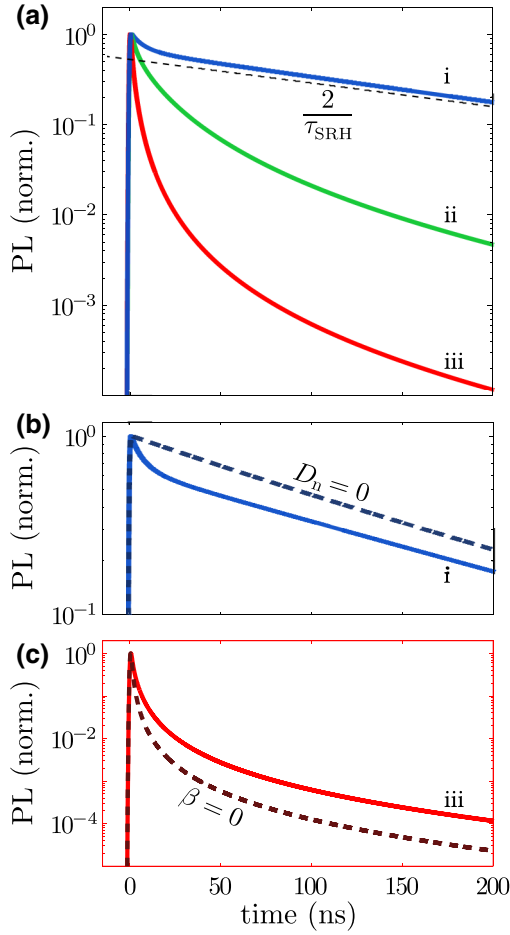 (a)
PL (norm.)
10^0
10^-1
10^-2
10^-3
i
2/τ_SRH
ii
iii
(b)
PL (norm.)
10^0
10^-1
D_n = 0
i
(c)
PL (norm.)
10^0
10^-2
10^-4
β = 0
iii
0 50 100 150 200
time (ns)